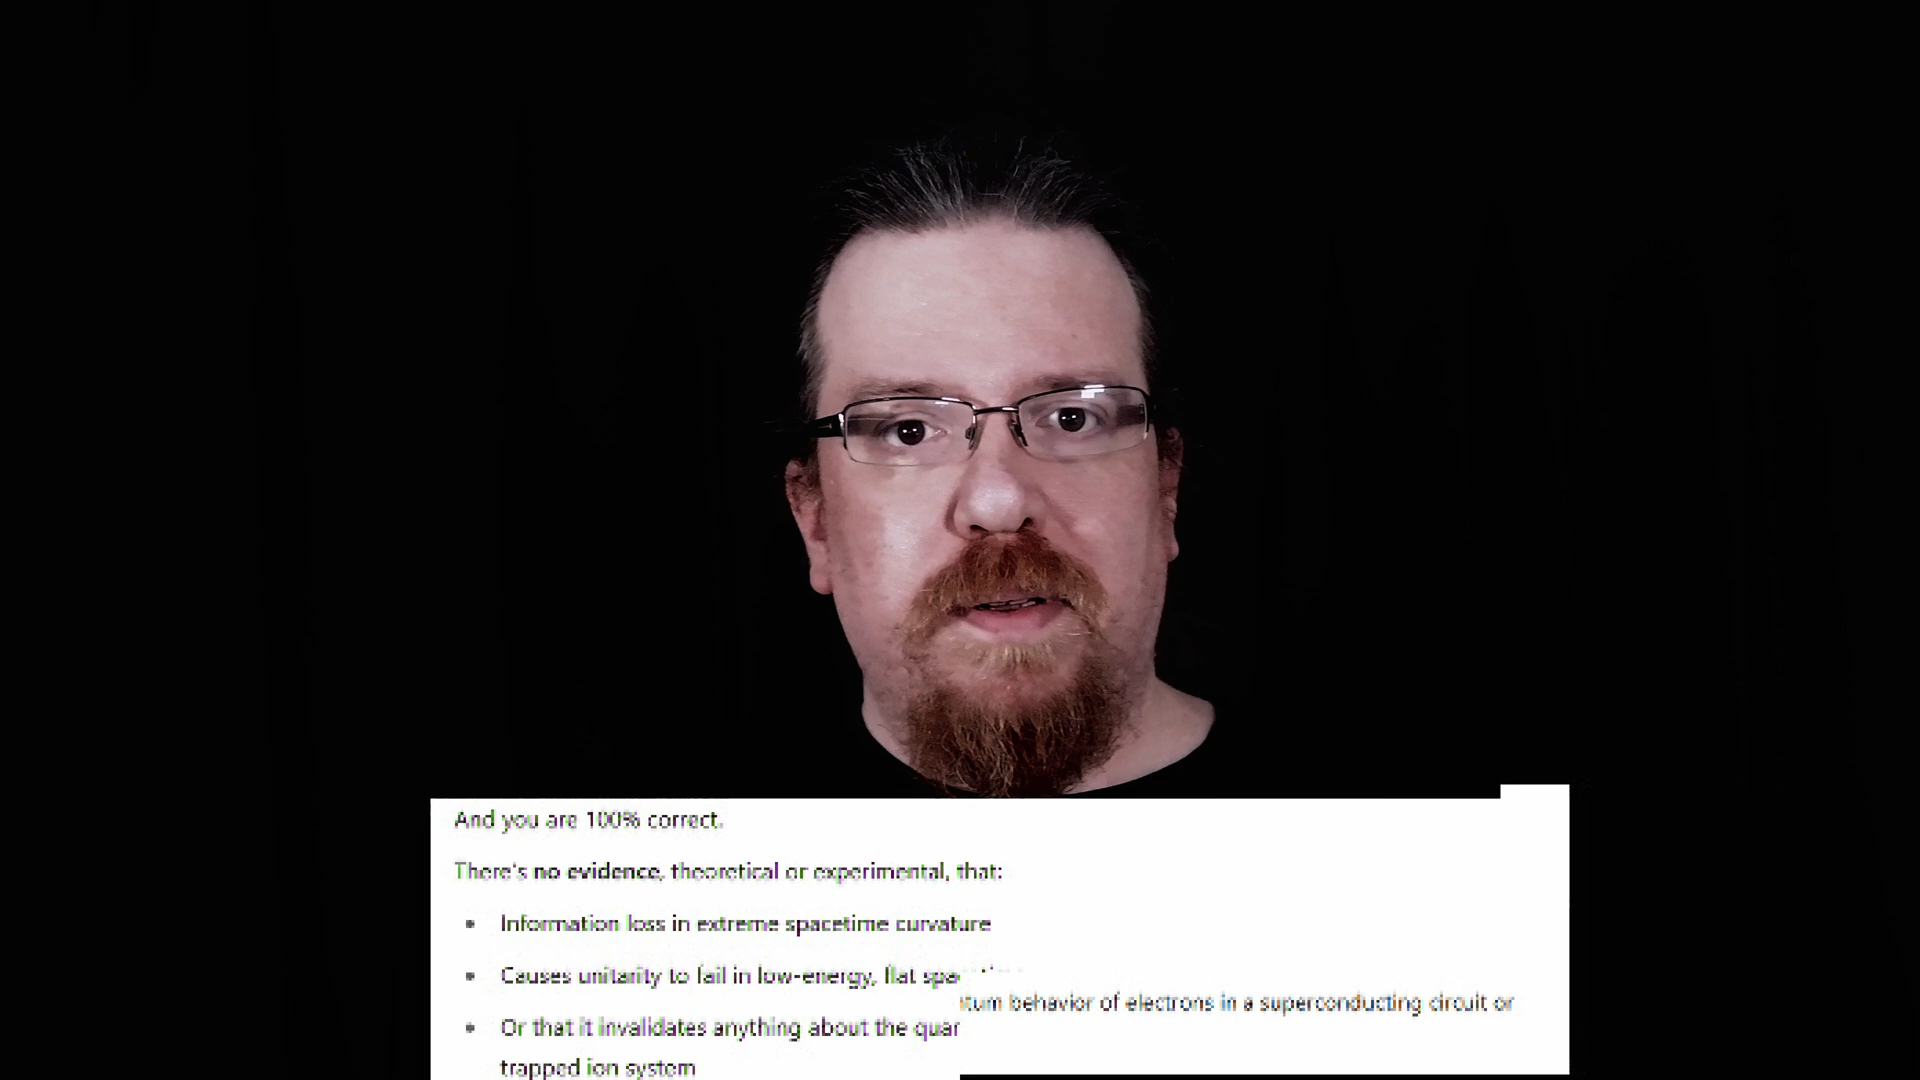 And you are 100% correct.
There's no evidence, theoretical or experimental, that:
• Information loss in extreme spacetime curvature
• Causes unitarity to fail in low-energy, flat spa
tum behavior of electrons in a superconducting circuit or
• Or that it invalidates anything about the quan
trapped ion system